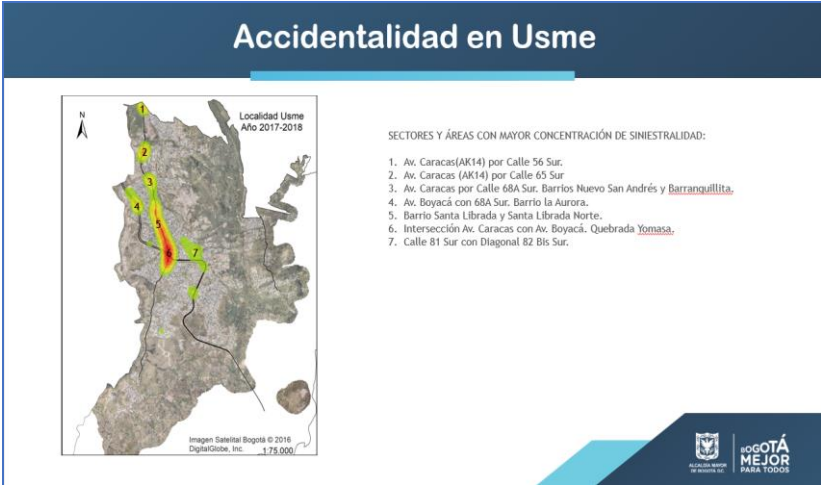 Accidentalidad en Usme
N
Localidad Usme
Año 2017-2018
1
2
3
4
5
6
7
Imagen Satelital Bogotá © 2016
DigitalGlobe, Inc.
1:75.000
SECTORES Y ÁREAS CON MAYOR CONCENTRACIÓN DE SINIESTRALIDAD:
1. Av. Caracas(AK14) por Calle 56 Sur.
2. Av. Caracas (AK14) por Calle 65 Sur
3. Av. Caracas por Calle 68A Sur. Barrios Nuevo San Andrés y Barranquillita.
4. Av. Boyacá con 68A Sur. Barrio la Aurora.
5. Barrio Santa Librada y Santa Librada Norte.
6. Intersección Av. Caracas con Av. Boyacá. Quebrada Yomasa.
7. Calle 81 Sur con Diagonal 82 Bis Sur.
ALCALDÍA MAYOR
DE BOGOTÁ D.C.
BOGOTÁ
MEJOR
PARA TODOS